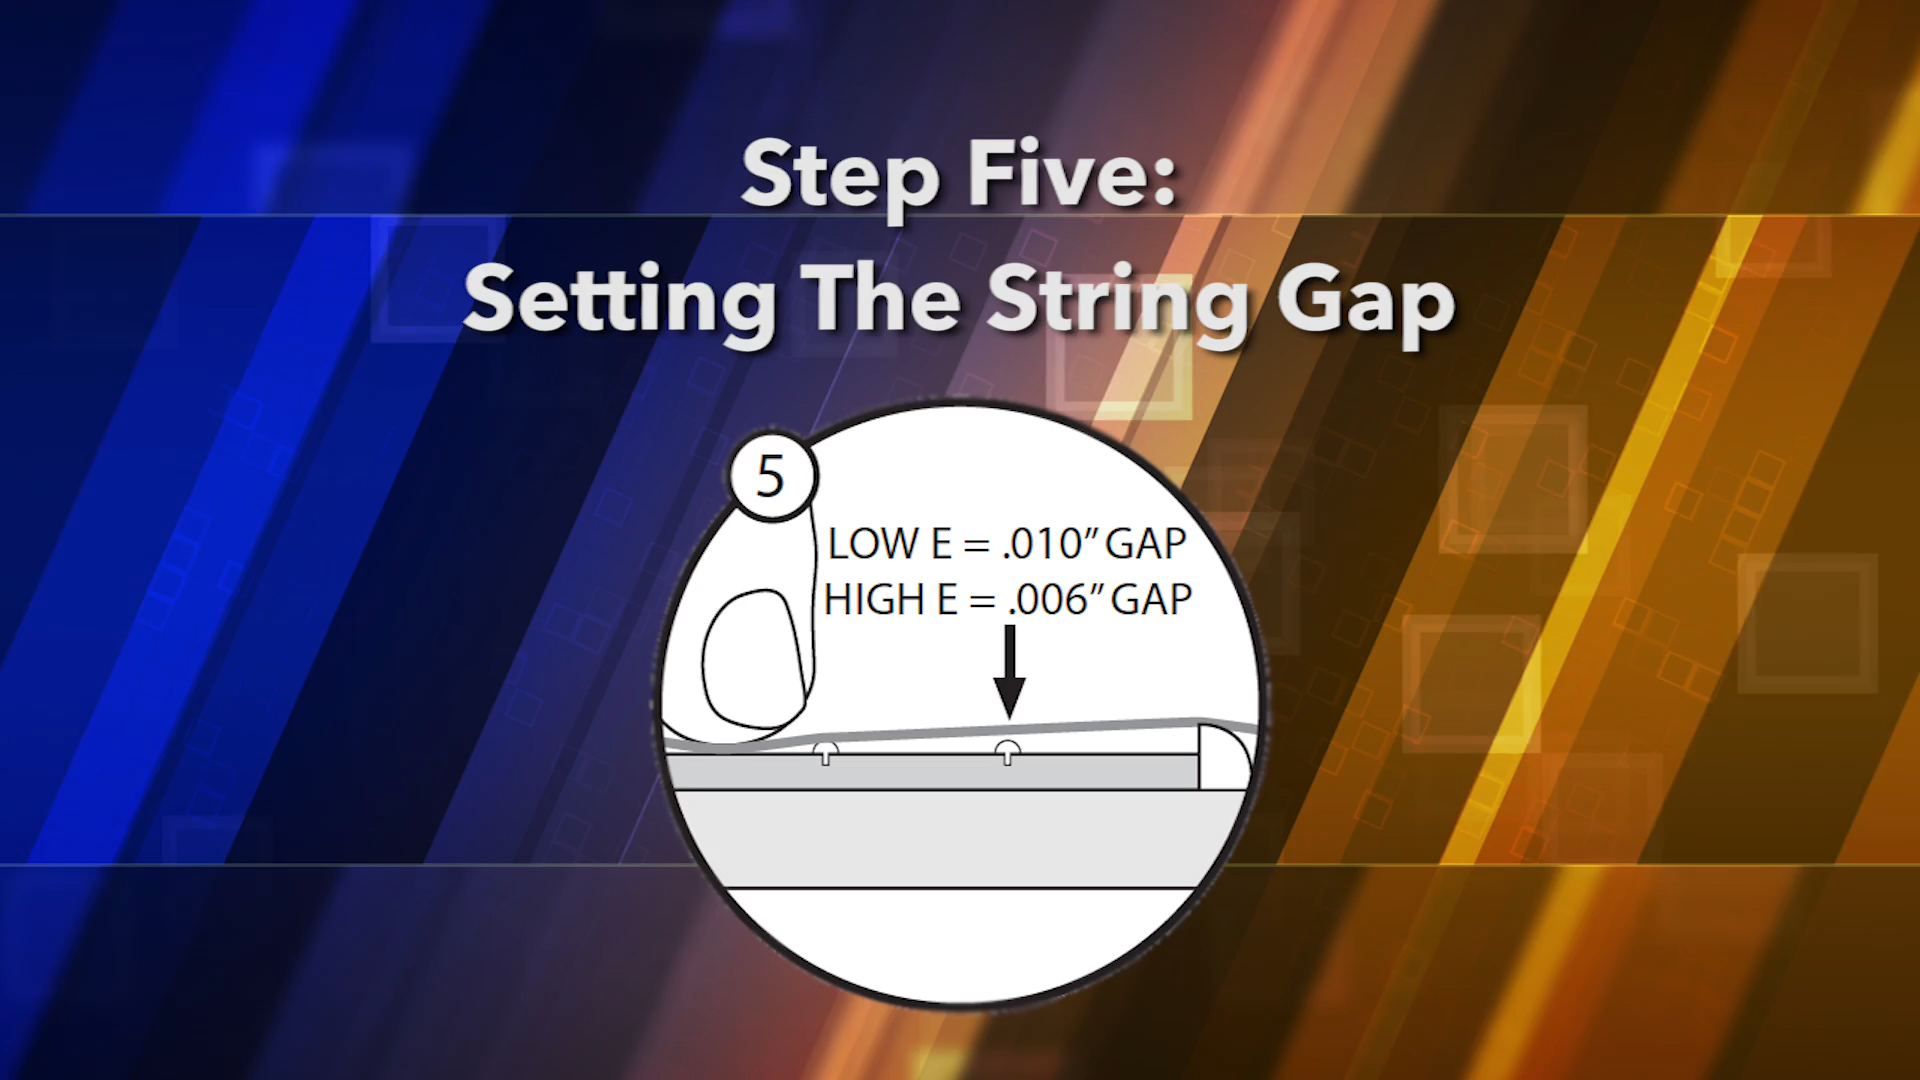 Step Five:
Setting The String Gap
5
LOW E = .010” GAP
HIGH E = .006” GAP